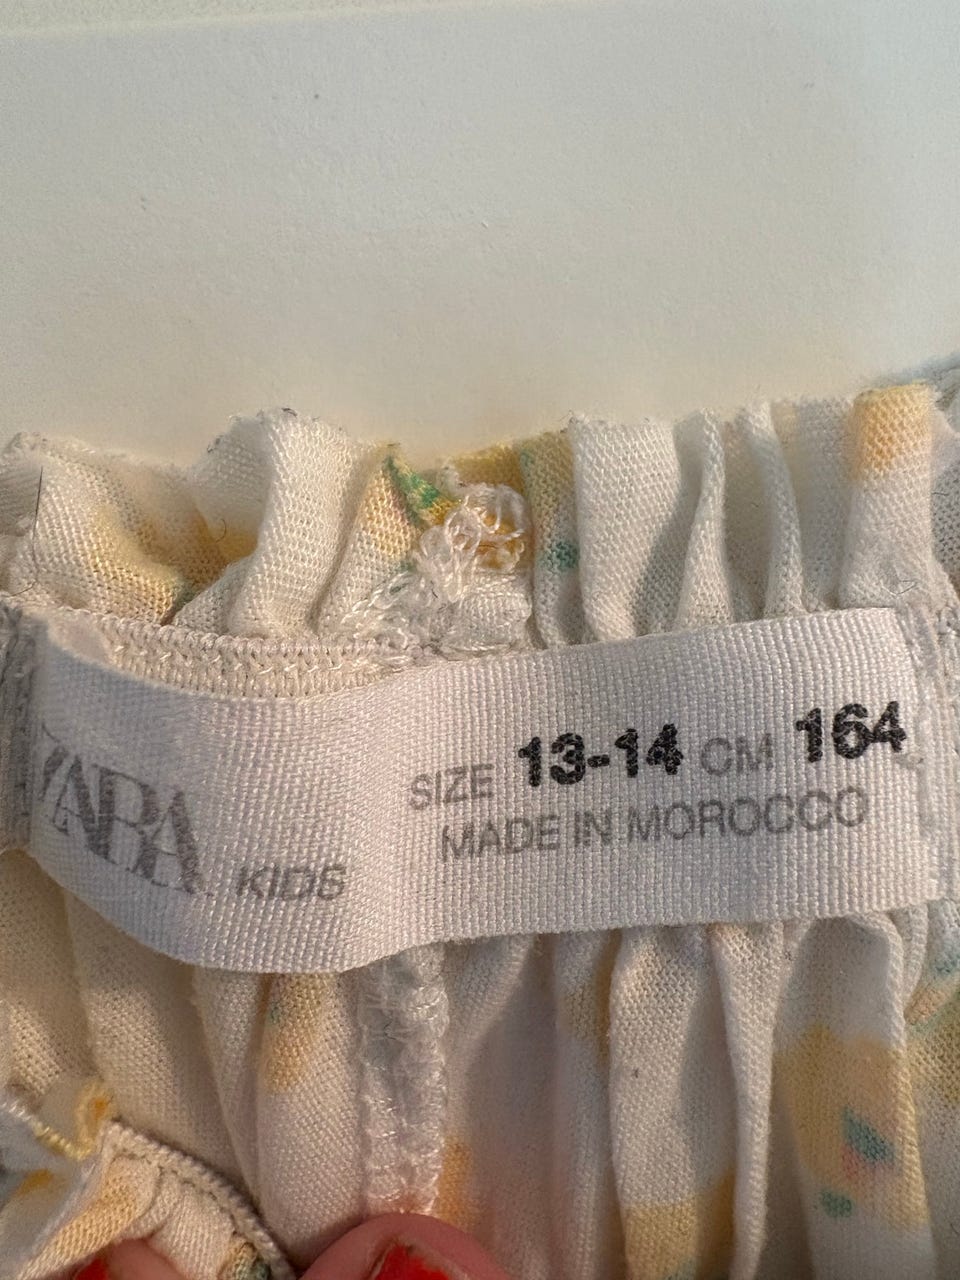 ZARA KIDS
SIZE 13-14 CM 164
MADE IN MOROCCO